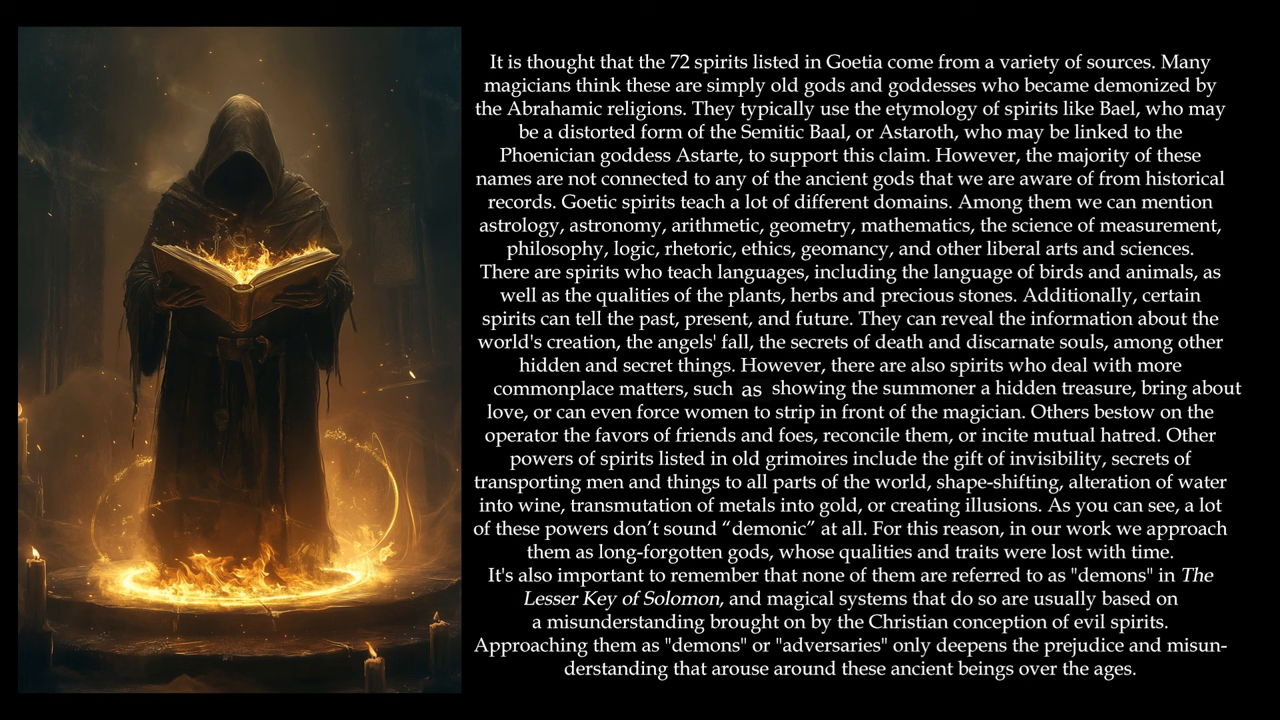 It is thought that the 72 spirits listed in Goetia come from a variety of sources. Many
magicians think these are simply old gods and goddesses who became demonized by
the Abrahamic religions. They typically use the etymology of spirits like Bael, who may
be a distorted form of the Semitic Baal, or Astaroth, who may be linked to the
Phoenician goddess Astarte, to support this claim. However, the majority of these
names are not connected to any of the ancient gods that we are aware of from historical
records. Goetic spirits teach a lot of different domains. Among them we can mention
astrology, astronomy, arithmetic, geometry, mathematics, the science of measurement,
philosophy, logic, rhetoric, ethics, geomancy, and other liberal arts and sciences.
There are spirits who teach languages, including the language of birds and animals, as
well as the qualities of the plants, herbs and precious stones. Additionally, certain
spirits can tell the past, present, and future. They can reveal the information about the
world's creation, the angels' fall, the secrets of death and discarnate souls, among other
hidden and secret things. However, there are also spirits who deal with more
commonplace matters, such as showing the summoner a hidden treasure, bring about
love, or can even force women to strip in front of the magician. Others bestow on the
operator the favors of friends and foes, reconcile them, or incite mutual hatred. Other
powers of spirits listed in old grimoires include the gift of invisibility, secrets of
transporting men and things to all parts of the world, shape-shifting, alteration of water
into wine, transmutation of metals into gold, or creating illusions. As you can see, a lot
of these powers don’t sound “demonic” at all. For this reason, in our work we approach
them as long-forgotten gods, whose qualities and traits were lost with time.
It's also important to remember that none of them are referred to as "demons" in The
Lesser Key of Solomon, and magical systems that do so are usually based on
a misunderstanding brought on by the Christian conception of evil spirits.
Approaching them as "demons" or "adversaries" only deepens the prejudice and misun-
derstanding that arouse around these ancient beings over the ages.